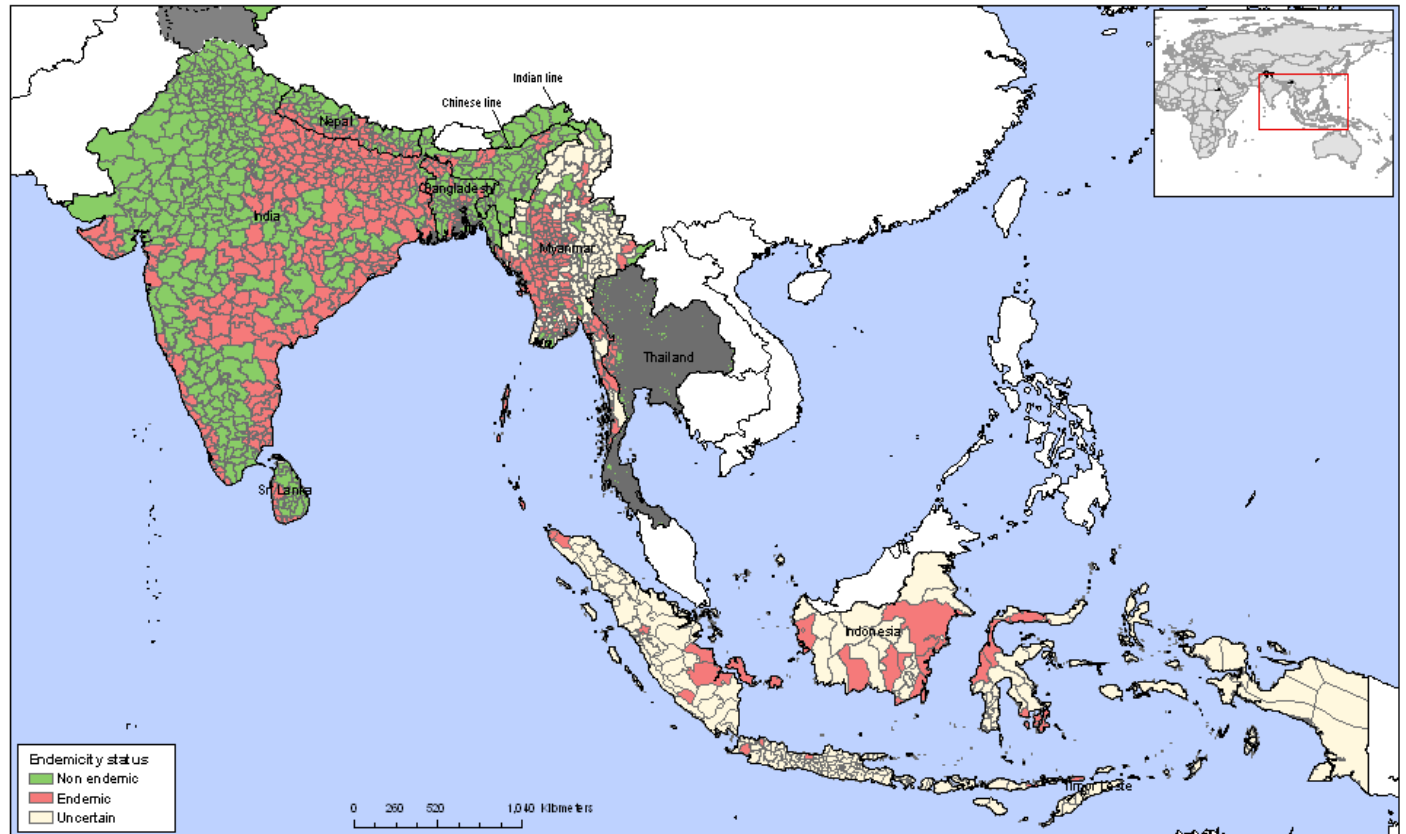 Indian line
Chinese line
Nepal
Bangladesh
India
Myanmar
Thailand
Sri Lanka
Indonesia
Timor Leste
Endemicity status
Non endemic
Endemic
Uncertain
0 260 520 1,040 Kilometers